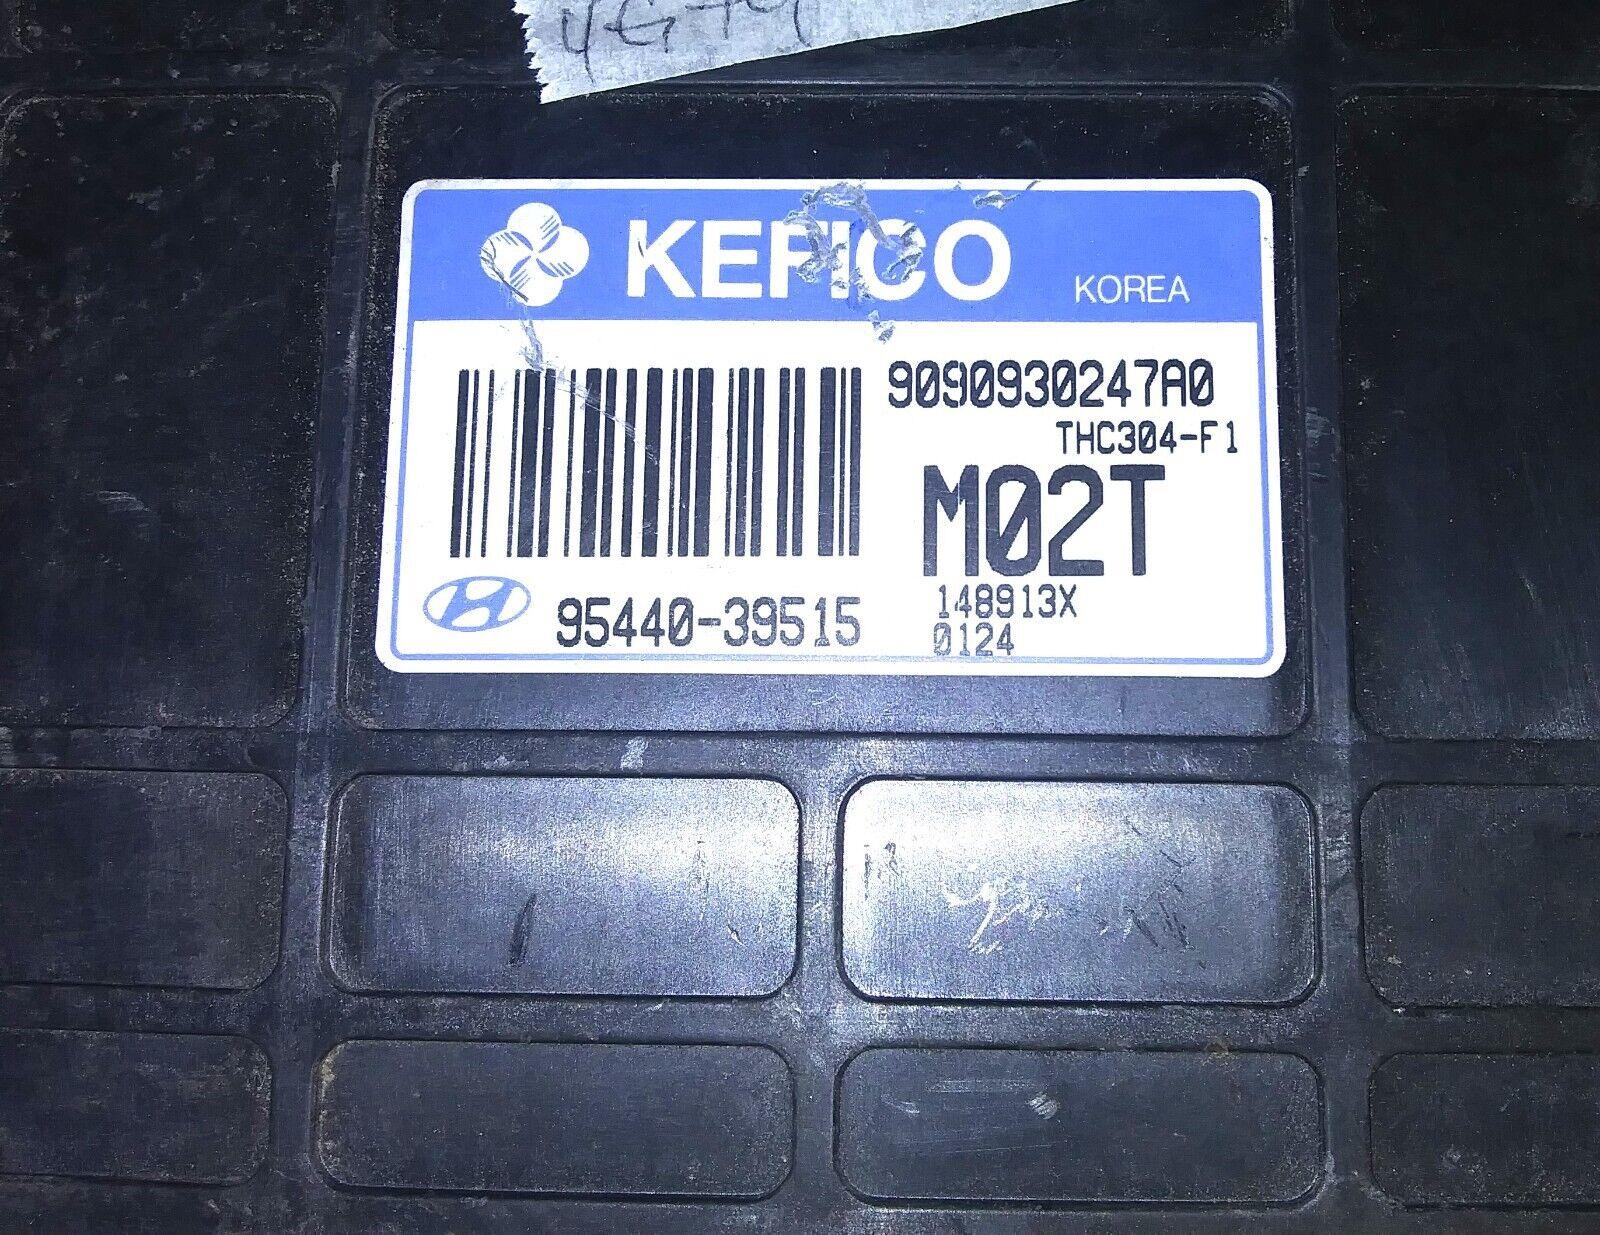 KEFICO KOREA
9090930247A0
THC304-F1
M02T
148913X
95440-39515
0124